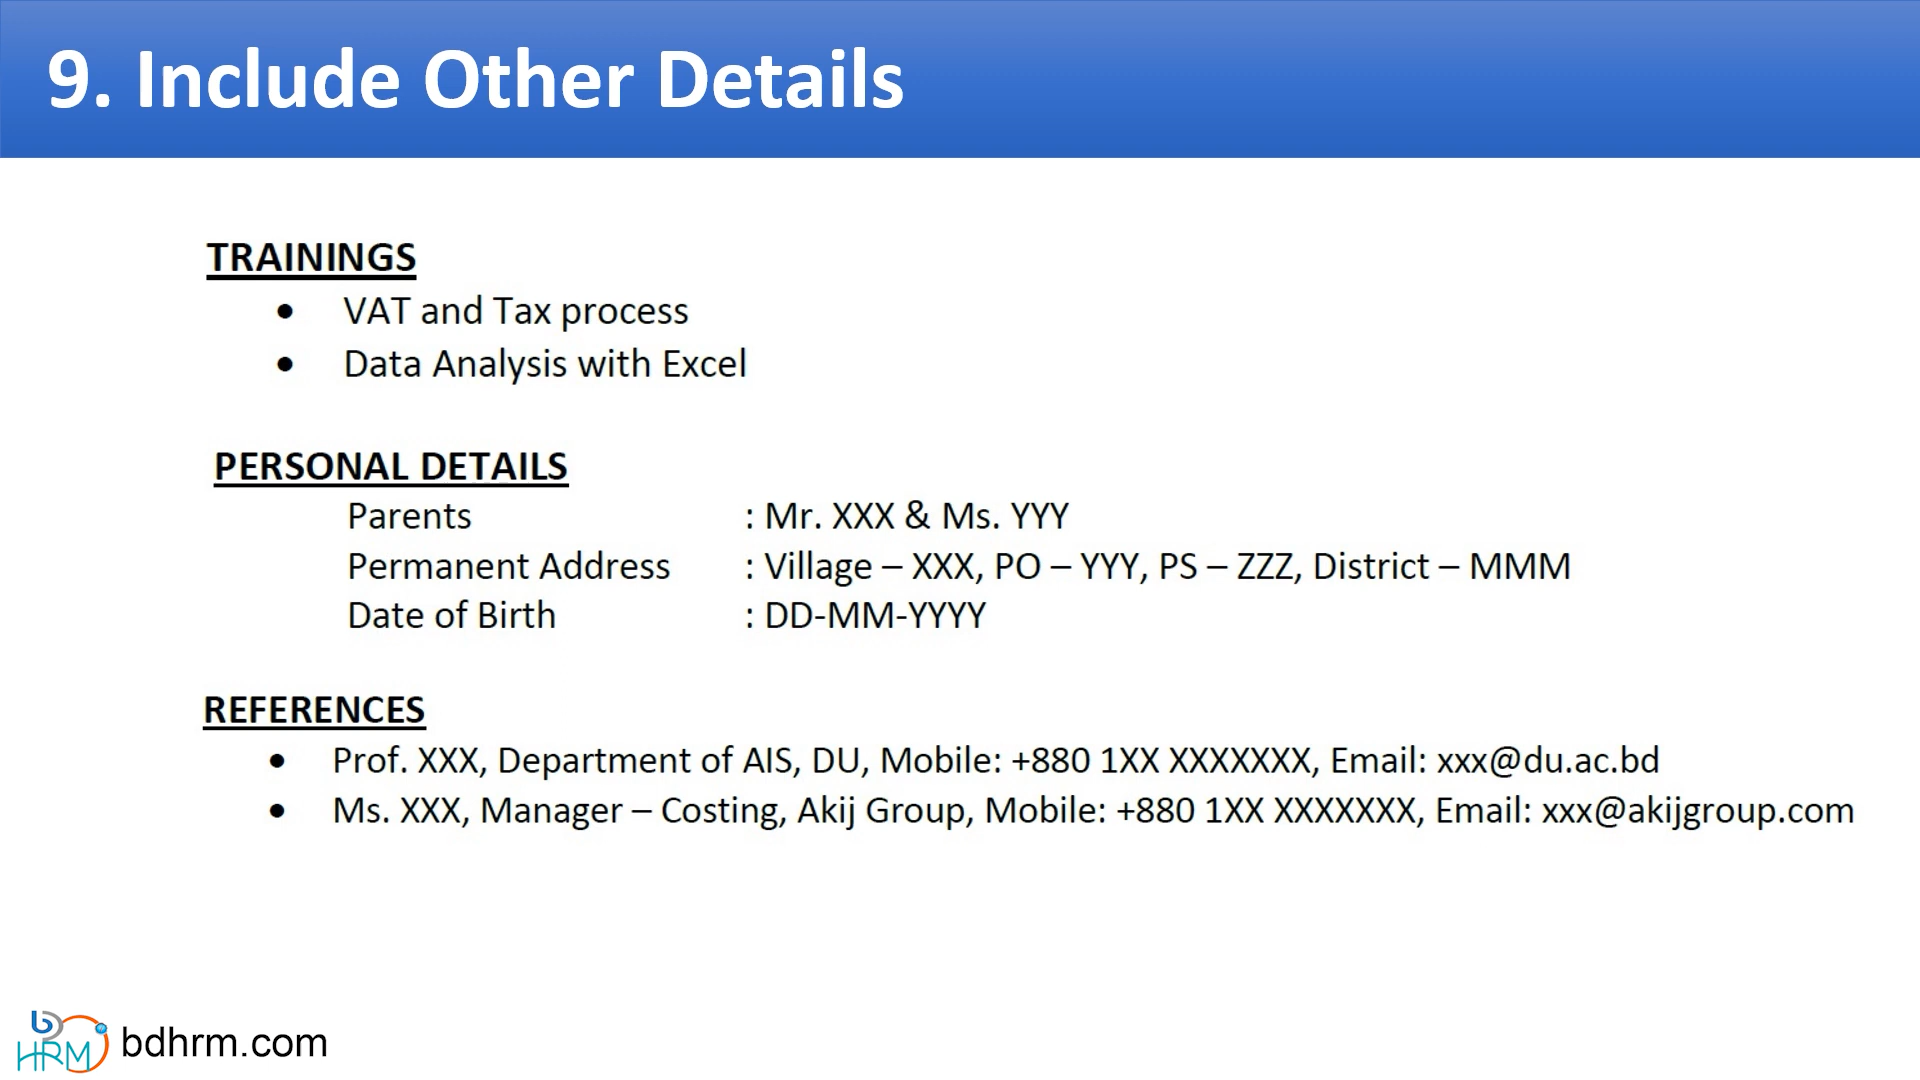 9. Include Other Details
TRAININGS
• VAT and Tax process
• Data Analysis with Excel
PERSONAL DETAILS
Parents : Mr. XXX & Ms. YYY
Permanent Address : Village – XXX, PO – YYY, PS – ZZZ, District – MMM
Date of Birth : DD-MM-YYYY
REFERENCES
• Prof. XXX, Department of AIS, DU, Mobile: +880 1XX XXXXXXX, Email: xxx@du.ac.bd
• Ms. XXX, Manager – Costing, Akij Group, Mobile: +880 1XX XXXXXXX, Email: xxx@akijgroup.com
bd
HRM bdhrm.com